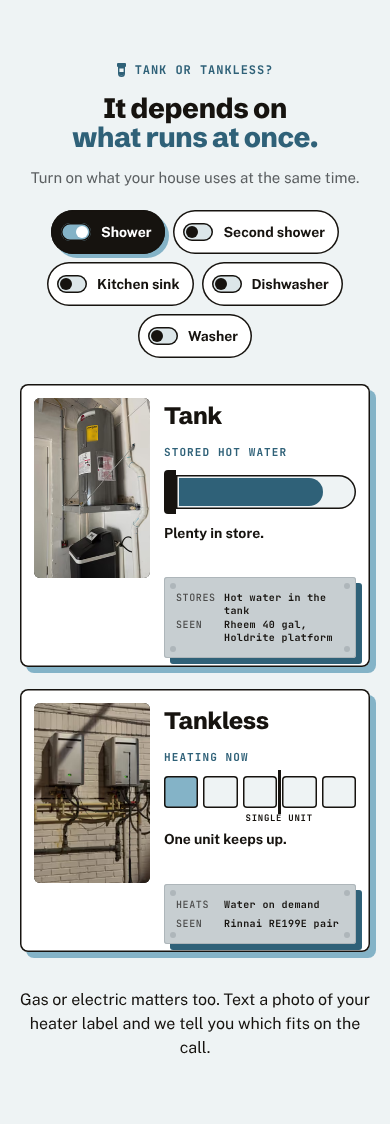 TANK OR TANKLESS?
It depends on
what runs at once.
Turn on what your house uses at the same time.
Shower
Second shower
Kitchen sink
Dishwasher
Washer
Tank
STORED HOT WATER
Plenty in store.
STORES Hot water in the
tank
SEEN Rheem 40 gal,
Holdrite platform
Tankless
HEATING NOW
SINGLE UNIT
One unit keeps up.
HEATS Water on demand
SEEN Rinnai RE199E pair
Gas or electric matters too. Text a photo of your
heater label and we tell you which fits on the
call.